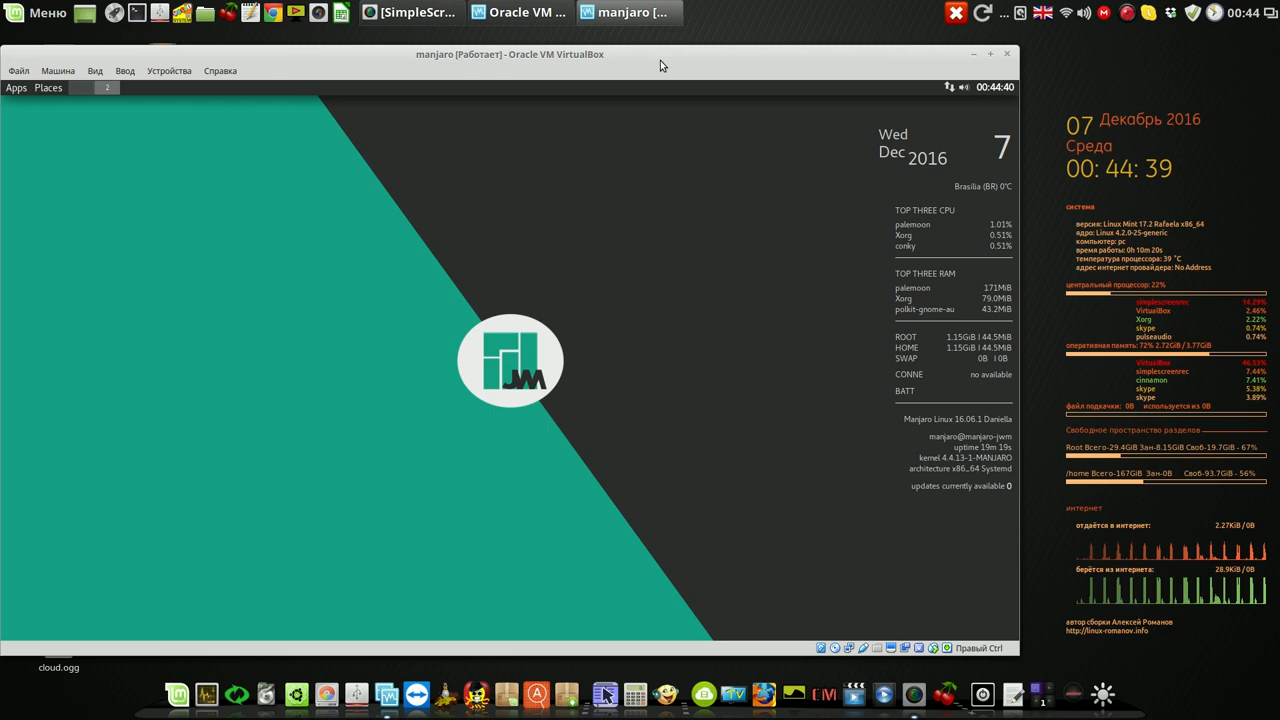 Меню
[SimpleScr...
Oracle VM ...
manjaro [...
...
00:44
manjaro [Работает] - Oracle VM VirtualBox
Файл Машина Вид Ввод Устройства Справка
Apps Places 2 00:44:40
Wed 7
Dec 2016
Brasilia (BR) 0°C
TOP THREE CPU
palemoon 1.01%
Xorg 0.51%
conky 0.51%
TOP THREE RAM
palemoon 171MiB
Xorg 79.0MiB
polkit-gnome-au 43.2MiB
ROOT 1.15GiB | 44.5MiB
HOME 1.15GiB | 44.5MiB
SWAP 0B | 0B
CONNE no available
BATT
JWM
Manjaro Linux 16.06.1 Daniella
manjaro@manjaro-jwm
uptime 19m 19s
kernel 4.4.13-1-MANJARO
architecture x86_64 Systemd
updates currently available 0
Правый Ctrl
07 Декабрь 2016
Среда
00: 44: 39
система
версия: Linux Mint 17.2 Rafaela x86_64
ядро: Linux 4.2.0-25-generic
компьютер: pc
время работы: 0h 10m 20s
температура процессора: 39 °C
адрес интернет провайдера: No Address
центральный процессор: 22%
simplescreenrec 14.29%
VirtualBox 2.46%
Xorg 2.22%
skype 0.74%
pulseaudio 0.74%
оперативная память: 72% 2.72GiB / 3.77GiB
VirtualBox 46.53%
simplescreenrec 7.44%
cinnamon 7.41%
skype 5.38%
skype 3.89%
файл подкачки: 0B используется из 0B
Свободное пространство разделов
Root Всего-29.4GiB Зан-8.15GiB Своб-19.7GiB - 67%
/home Всего-167GiB Зан-0B Своб-93.7GiB - 56%
интернет
отдаётся в интернет: 2.27KiB / 0B
берётся из интернета: 28.9KiB / 0B
автор сборки Алексей Романов
http://linux-romanov.info
cloud.ogg
TV
1